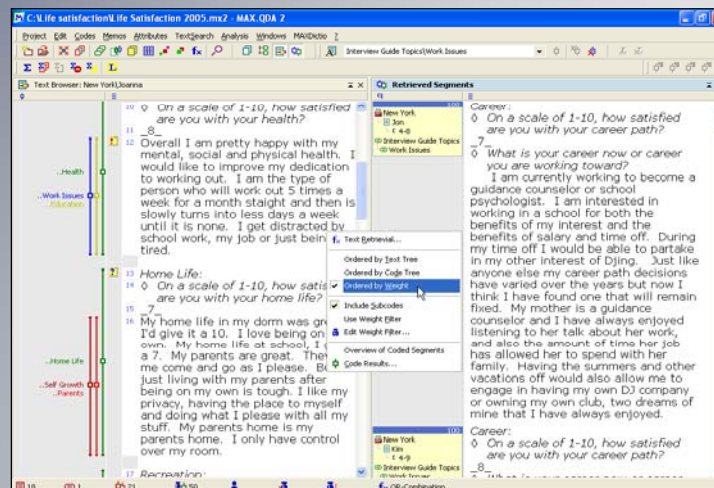 C:\Life satisfaction\Life Satisfaction 2005.mx2 - MAX.QDA 2
Project Edit Codes Memos Attributes TextSearch Analysis Windows MAXDictio ?
Interview Guide Topics\Work Issues
Text Browser: New York\Joanna
10 ◊ On a scale of 1-10, how satisfied
are you with your health?
11 _8_
12 Overall I am pretty happy with my
mental, social and physical health. I
would like to improve my dedication
to working out. I am the type of
person who will work out 5 times a
week for a month staight and then is
slowly turns into less days a week
until it is none. I get distracted by
school work, my job or just bein
tired.
..Health
..Work Issues
..Education
13 Home Life:
14 ◊ On a scale of 1-10, how satis
are you with your home life?
15 _7_
16 My home life in my dorm was gr
I'd give it a 10. I love being on
own. My home life at school, I
a 7. My parents are great. The
me come and go as I please. B
just living with my parents after
being on my own is tough. I like my
privacy, having the place to myself
and doing what I please with all my
stuff. My parents home is my
parents home. I only have control
over my room.
..Home Life
..Self Growth
..Parents
17 Recreation:
Text Retrieval...
Ordered by Text Tree
Ordered by Code Tree
Ordered by Weight
Include Subcodes
Use Weight Filter
Edit Weight Filter...
Overview of Coded Segments
Code Results...
Retrieved Segments
100
New York
Jon
4-8
Interview Guide Topics
Work Issues
Career:
◊ On a scale of 1-10, how satisfied
are you with your career path?
_7_
◊ What is your career now or career
you are working toward?
I am currently working to become a
guidance counselor or school
psychologist. I am interested in
working in a school for both the
benefits of my interest and the
benefits of salary and time off. During
my time off I would be able to partake
in my other interest of DJing. Just like
anyone else my career path decisions
have varied over the years but now I
think I have found one that will remain
fixed. My mother is a guidance
counselor and I have always enjoyed
listening to her talk about her work,
and also the amount of time her job
has allowed her to spend with her
family. Having the summers and other
vacations off would also allow me to
engage in having my own DJ company
or owning my own club, two dreams of
mine that I have always enjoyed.
100
New York
Kim
4-9
Interview Guide Topics
Work Issues
Career:
◊ On a scale of 1-10, how satisfied
are you with your career path?
_8_
◊ What is your career now or career
OR-Combination